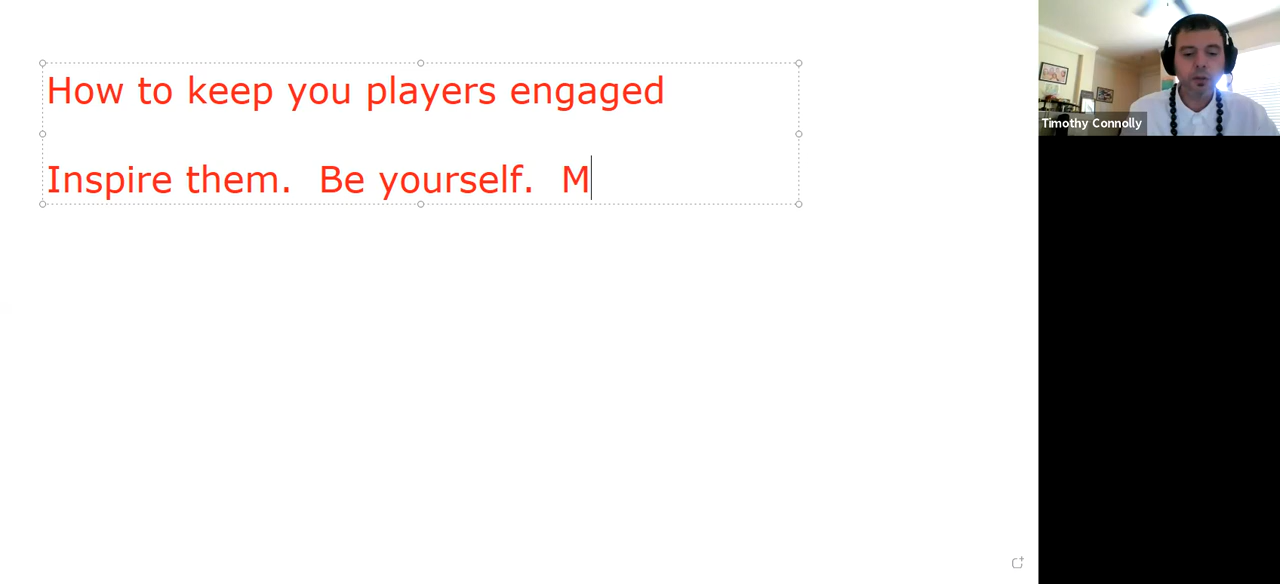 How to keep you players engaged
Inspire them.  Be yourself.  M
Timothy Connolly